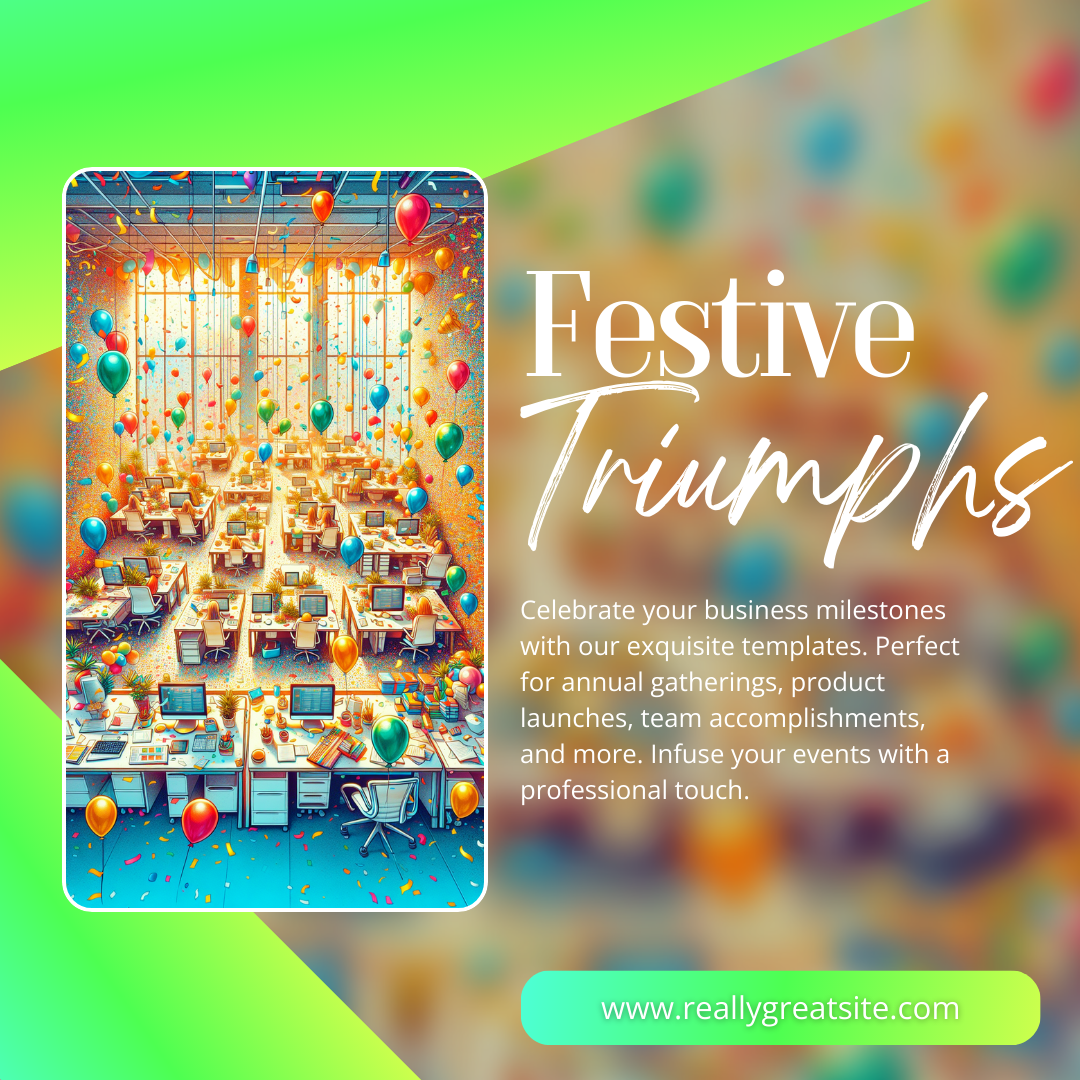 Festive
Triumphs
Celebrate your business milestones
with our exquisite templates. Perfect
for annual gatherings, product
launches, team accomplishments,
and more. Infuse your events with a
professional touch.
www.reallygreatsite.com